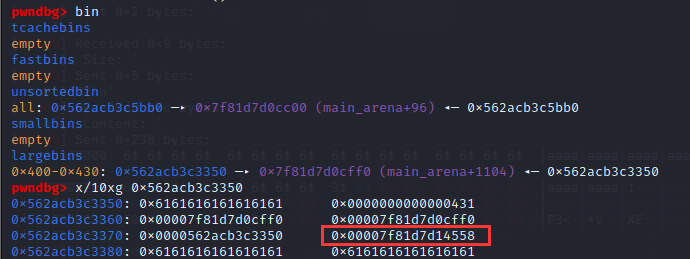 pwndbg> bin
tcachebins
empty
fastbins
empty
unsortedbin
all: 0×562acb3c5bb0 —▸ 0×7f81d7d0cc00 (main_arena+96) ◂— 0×562acb3c5bb0
smallbins
empty
largebins
0×400-0×430: 0×562acb3c3350 —▸ 0×7f81d7d0cff0 (main_arena+1104) ◂— 0×562acb3c3350
pwndbg> x/10xg 0×562acb3c3350
0×562acb3c3350: 0×6161616161616161 0×0000000000000431
0×562acb3c3360: 0×00007f81d7d0cff0 0×00007f81d7d0cff0
0×562acb3c3370: 0×0000562acb3c3350 0×00007f81d7d14558
0×562acb3c3380: 0×6161616161616161 0×6161616161616161